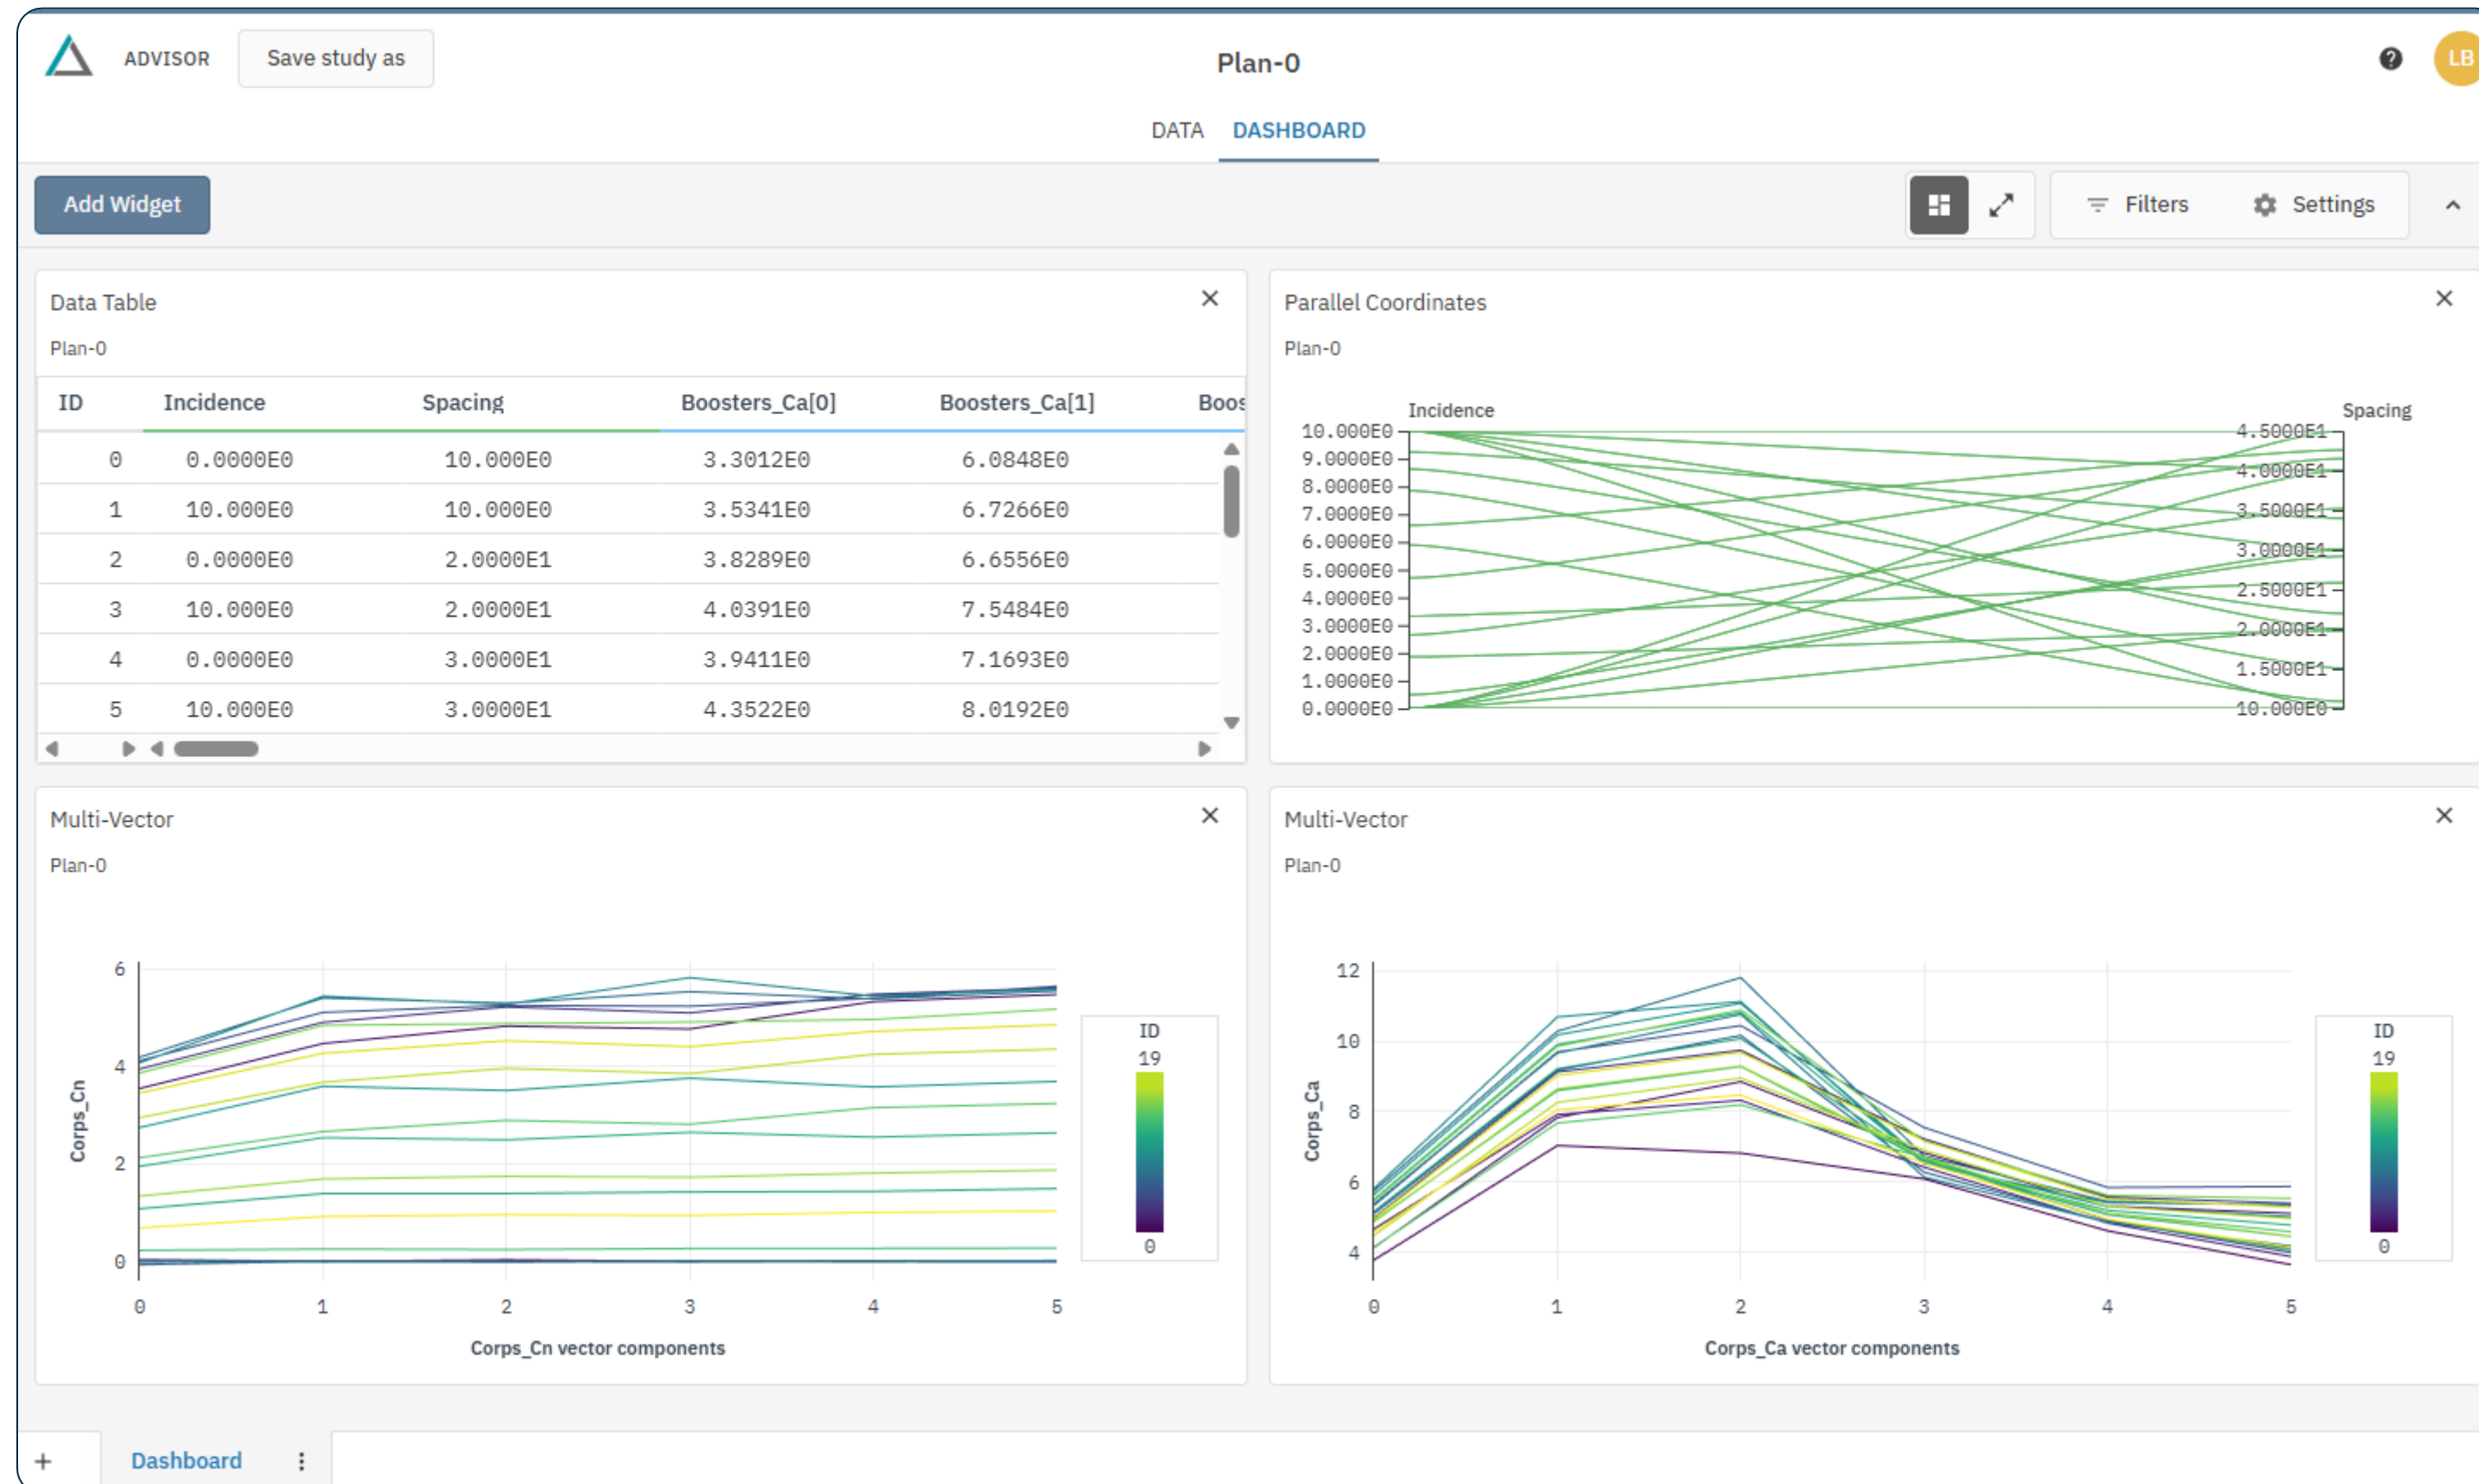 ADVISOR Save study as Plan-0 ? LB
DATA DASHBOARD
Add Widget Filters Settings
Data Table
Plan-0
ID Incidence Spacing Boosters_Ca[0] Boosters_Ca[1] Boos
0 0.0000E0 10.000E0 3.3012E0 6.0848E0
1 10.000E0 10.000E0 3.5341E0 6.7266E0
2 0.0000E0 2.0000E1 3.8289E0 6.6556E0
3 10.000E0 2.0000E1 4.0391E0 7.5484E0
4 0.0000E0 3.0000E1 3.9411E0 7.1693E0
5 10.000E0 3.0000E1 4.3522E0 8.0192E0
Parallel Coordinates
Plan-0
Incidence Spacing
10.000E0
9.0000E0
8.0000E0
7.0000E0
6.0000E0
5.0000E0
4.0000E0
3.0000E0
2.0000E0
1.0000E0
0.0000E0
4.5000E1
4.0000E1
3.5000E1
3.0000E1
2.5000E1
2.0000E1
1.5000E1
10.000E0
Multi-Vector
Plan-0
Corps_Cn
6
4
2
0
0 1 2 3 4 5
Corps_Cn vector components
ID
19
0
Multi-Vector
Plan-0
Corps_Ca
12
10
8
6
4
0 1 2 3 4 5
Corps_Ca vector components
ID
19
0
+ Dashboard